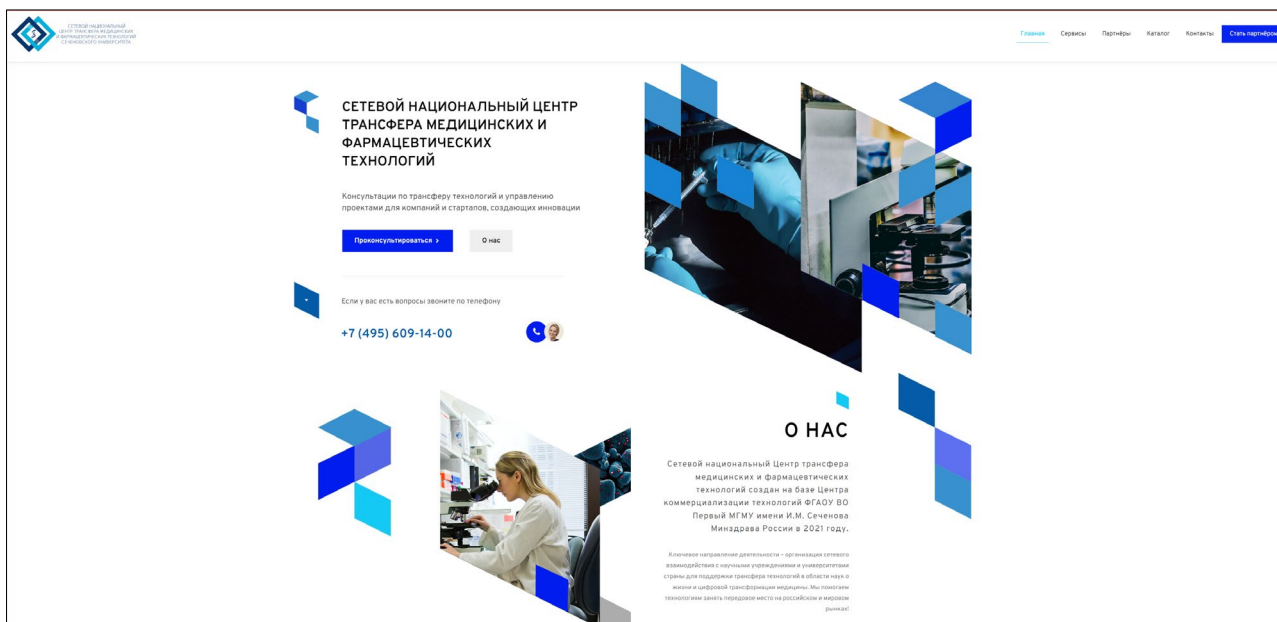 СЕТЕВОЙ НАЦИОНАЛЬНЫЙ
ЦЕНТР ТРАНСФЕРА МЕДИЦИНСКИХ
И ФАРМАЦЕВТИЧЕСКИХ ТЕХНОЛОГИЙ
СЕЧЕНОВСКОГО УНИВЕРСИТЕТА
Главная
Сервисы
Партнёры
Каталог
Контакты
Стать партнёром
СЕТЕВОЙ НАЦИОНАЛЬНЫЙ ЦЕНТР
ТРАНСФЕРА МЕДИЦИНСКИХ И
ФАРМАЦЕВТИЧЕСКИХ
ТЕХНОЛОГИЙ
Консультации по трансферу технологий и управлению
проектами для компаний и стартапов, создающих инновации
Проконсультироваться ›
О нас
Если у вас есть вопросы звоните по телефону
+7 (495) 609-14-00
О НАС
Сетевой национальный Центр трансфера
медицинских и фармацевтических
технологий создан на базе Центра
коммерциализации технологий ФГАОУ ВО
Первый МГМУ имени И.М. Сеченова
Минздрава России в 2021 году.
Ключевое направление деятельности – организация сетевого
взаимодействия с научными учреждениями и университетами
страны для поддержки трансфера технологий в области наук о
жизни и цифровой трансформации медицины. Мы помогаем
технологиям занять передовое место на российском и мировом
рынках!